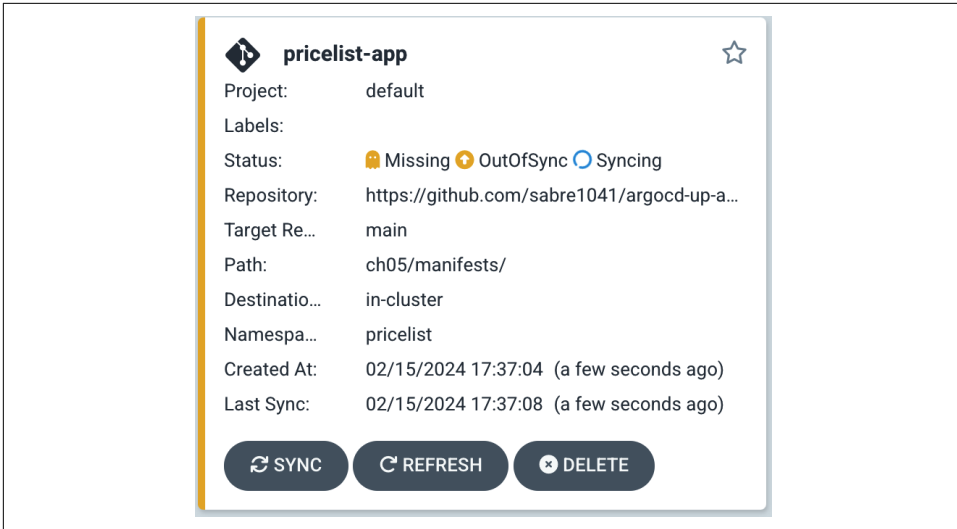 pricelist-app
Project: default
Labels:
Status: Missing OutOfSync Syncing
Repository: https://github.com/sabre1041/argocd-up-a...
Target Re... main
Path: ch05/manifests/
Destinatio... in-cluster
Namespa... pricelist
Created At: 02/15/2024 17:37:04 (a few seconds ago)
Last Sync: 02/15/2024 17:37:08 (a few seconds ago)
SYNC REFRESH DELETE